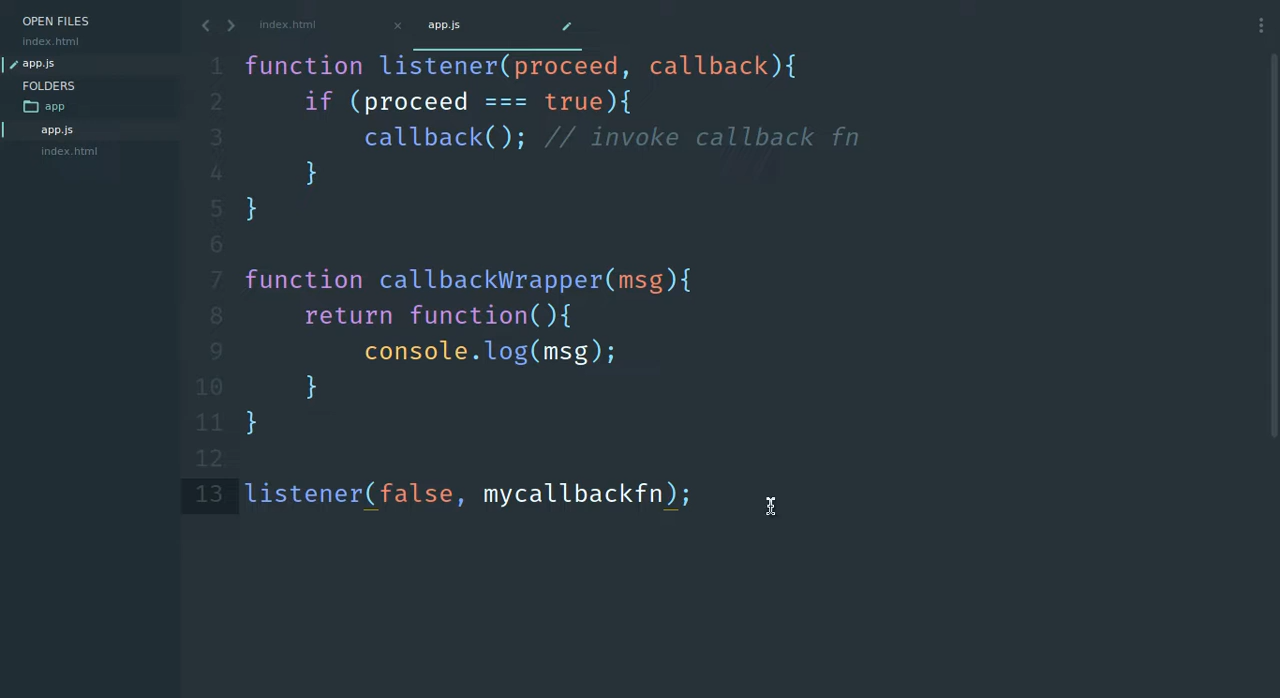 OPEN FILES
index.html
app.js
FOLDERS
app
app.js
index.html
index.html
app.js
1 function listener(proceed, callback){
2 if (proceed === true){
3 callback(); // invoke callback fn
4 }
5 }
6
7 function callbackWrapper(msg){
8 return function(){
9 console.log(msg);
10 }
11 }
12
13 listener(false, mycallbackfn);